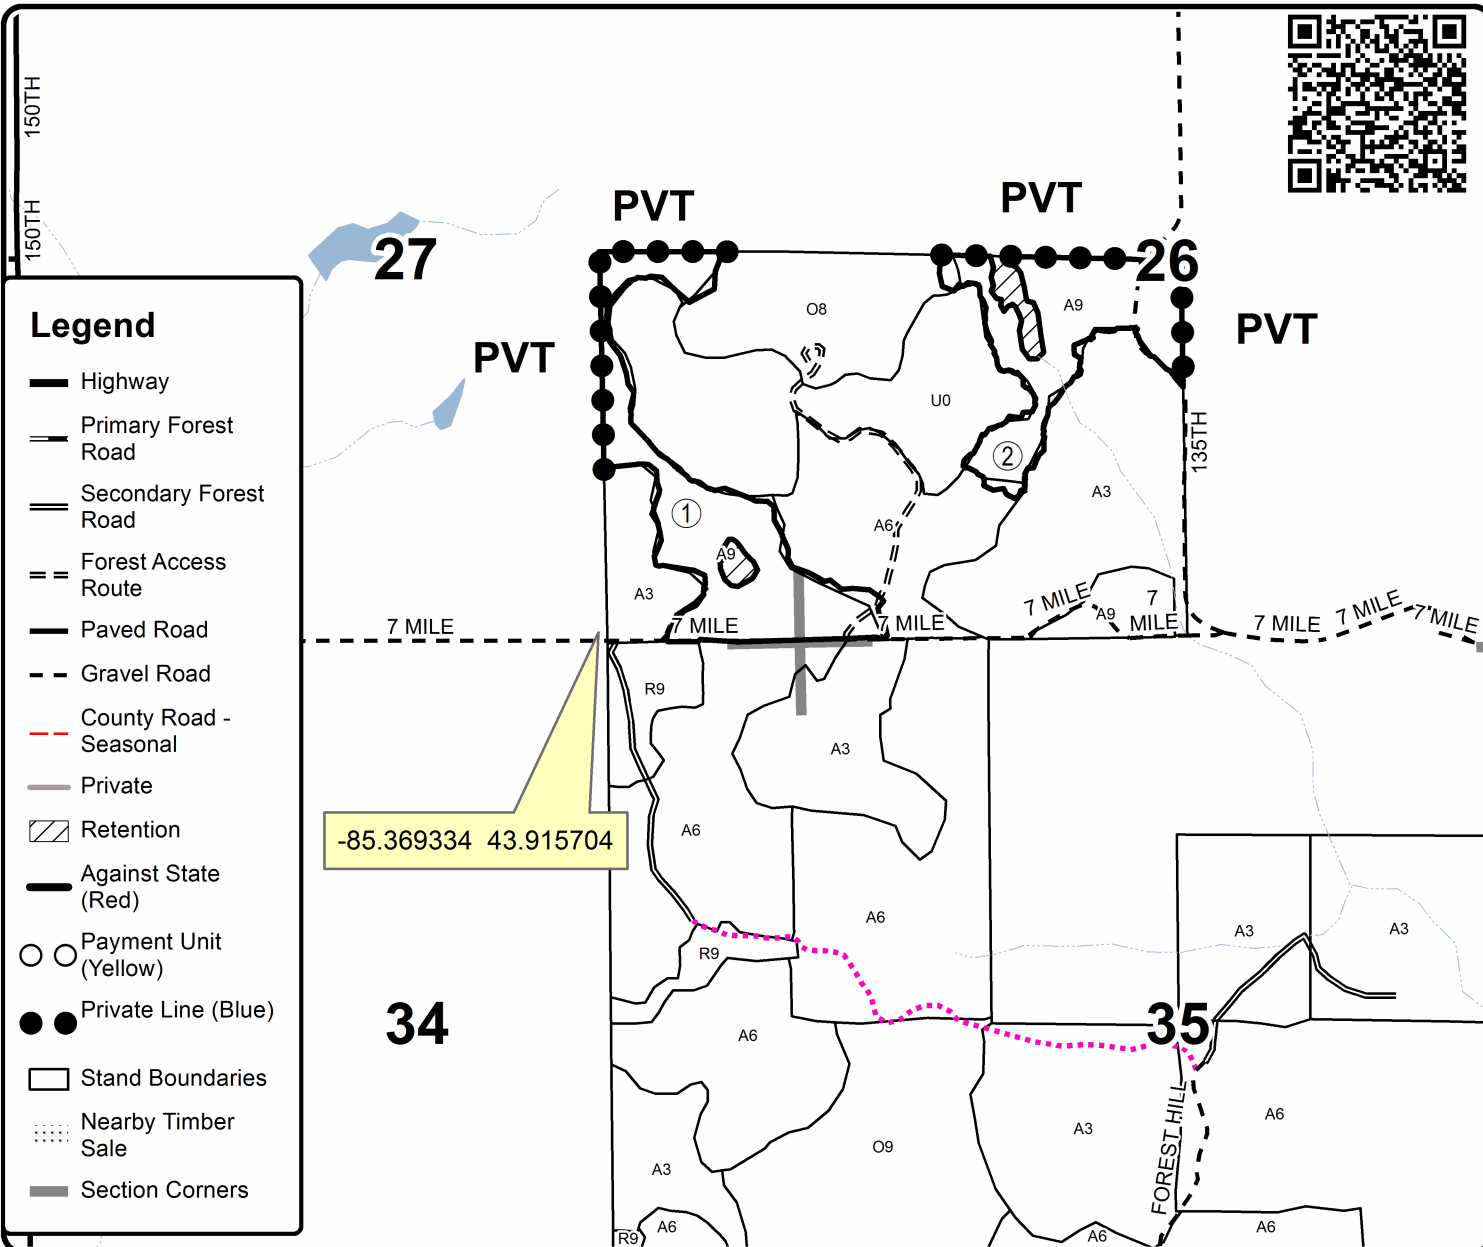 150TH
150TH
PVT
PVT
27
26
PVT
PVT
O8
A9
U0
2
135TH
A3
1
A6
A9
A3
7 MILE
7 MILE
7 MILE
7 MILE
A9
7
MILE
7 MILE
7 MILE
7 MILE
R9
A3
-85.369334 43.915704
A6
A6
A3
A3
R9
34
35
A6
A6
A3
O9
FOREST HILL
A3
A6
R9
A6
A6
Legend
Highway
Primary Forest
Road
Secondary Forest
Road
Forest Access
Route
Paved Road
Gravel Road
County Road -
Seasonal
Private
Retention
Against State
(Red)
Payment Unit
(Yellow)
Private Line (Blue)
Stand Boundaries
Nearby Timber
Sale
Section Corners